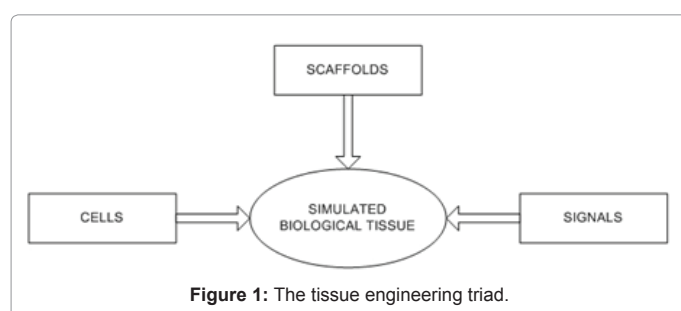 SCAFFOLDS
CELLS
SIMULATED
BIOLOGICAL TISSUE
SIGNALS
Figure 1: The tissue engineering triad.